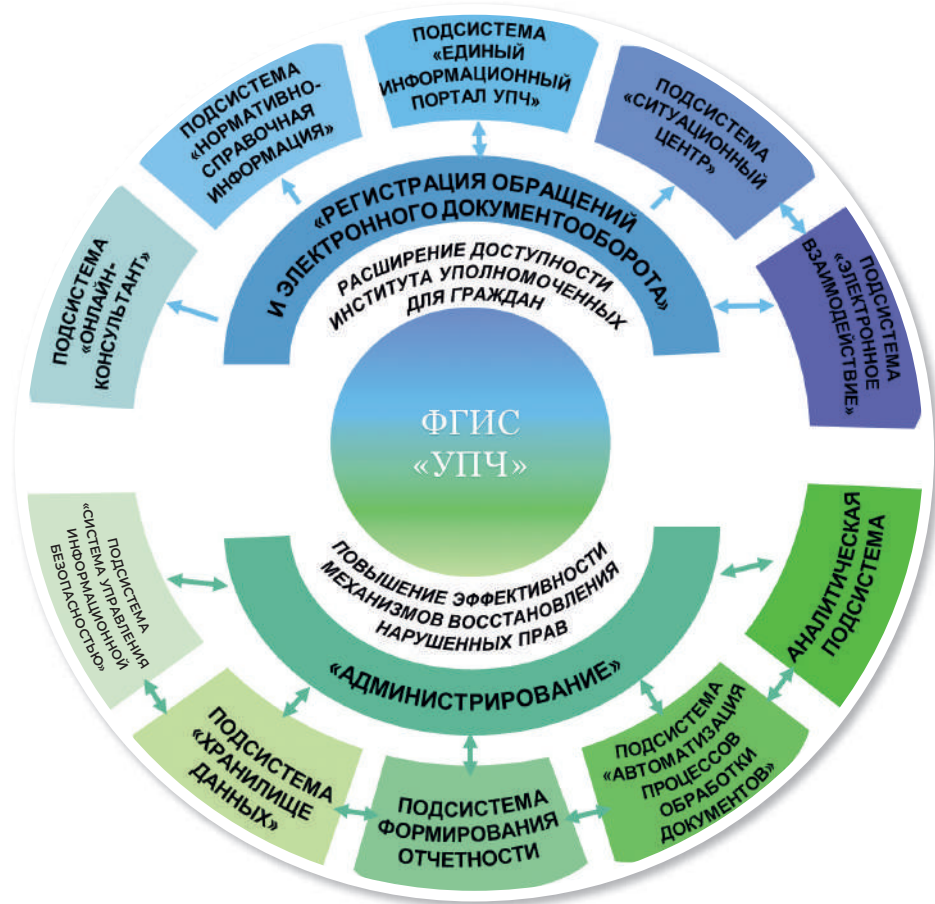 ПОДСИСТЕМА
«ЕДИНЫЙ
ИНФОРМАЦИОННЫЙ
ПОРТАЛ УПЧ»
ПОДСИСТЕМА
«НОРМАТИВНО-
СПРАВОЧНАЯ
ИНФОРМАЦИЯ»
ПОДСИСТЕМА
«СИТУАЦИОННЫЙ
ЦЕНТР»
ПОДСИСТЕМА
«ОНЛАЙН-
КОНСУЛЬТАНТ»
ПОДСИСТЕМА
«ЭЛЕКТРОННОЕ
ВЗАИМОДЕЙСТВИЕ»
«РЕГИСТРАЦИЯ ОБРАЩЕНИЙ
И ЭЛЕКТРОННОГО ДОКУМЕНТООБОРОТА»
РАСШИРЕНИЕ ДОСТУПНОСТИ
ИНСТИТУТА УПОЛНОМОЧЕННЫХ
ДЛЯ ГРАЖДАН
ФГИС
«УПЧ»
ПОВЫШЕНИЕ ЭФФЕКТИВНОСТИ
МЕХАНИЗМОВ ВОССТАНОВЛЕНИЯ
НАРУШЕННЫХ ПРАВ
«АДМИНИСТРИРОВАНИЕ»
ПОДСИСТЕМА
«СИСТЕМА УПРАВЛЕНИЯ
ИНФОРМАЦИОННОЙ
БЕЗОПАСНОСТЬЮ»
ПОДСИСТЕМА
«ХРАНИЛИЩЕ
ДАННЫХ»
ПОДСИСТЕМА
ФОРМИРОВАНИЯ
ОТЧЕТНОСТИ
ПОДСИСТЕМА
«АВТОМАТИЗАЦИЯ
ПРОЦЕССОВ
ОБРАБОТКИ
ДОКУМЕНТОВ»
АНАЛИТИЧЕСКАЯ
ПОДСИСТЕМА